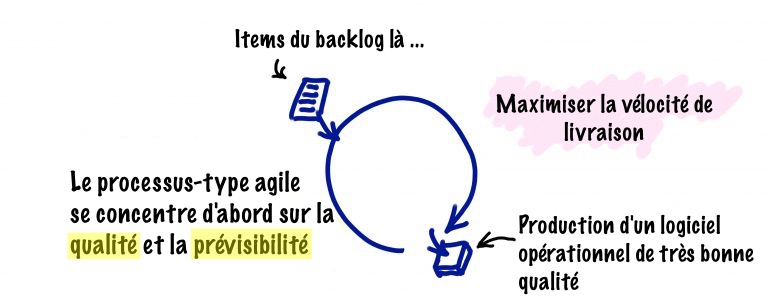 Items du backlog là ...
Maximiser la vélocité de
livraison
Le processus-type agile
se concentre d'abord sur la
qualité et la prévisibilité
Production d'un logiciel
opérationnel de très bonne
qualité